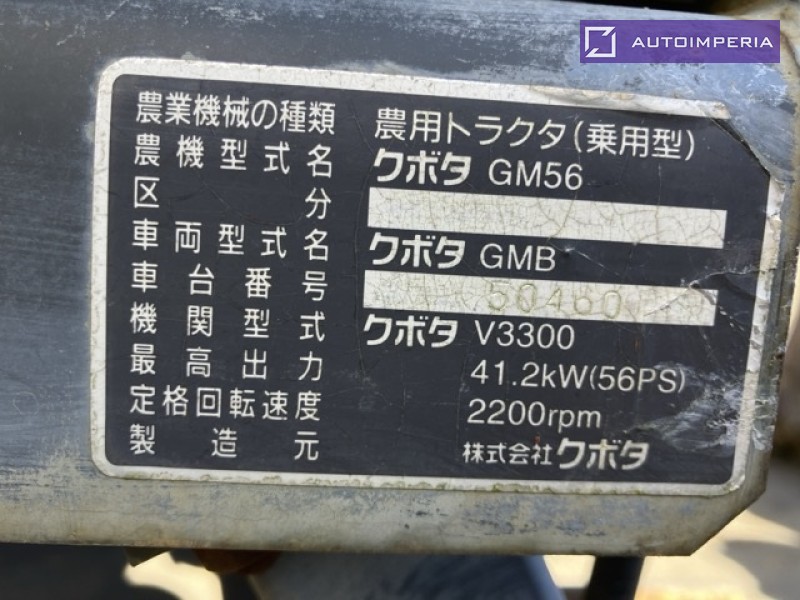 AUTOIMPERIA
農業機械の種類 農用トラクタ(乗用型)
農機型式名 クボタ GM56
区分
車両型式名 クボタ GMB
車台番号 50460
機関型式 クボタ V3300
最高出力 41.2kW(56PS)
定格回転速度 2200rpm
製造元 株式会社クボタ